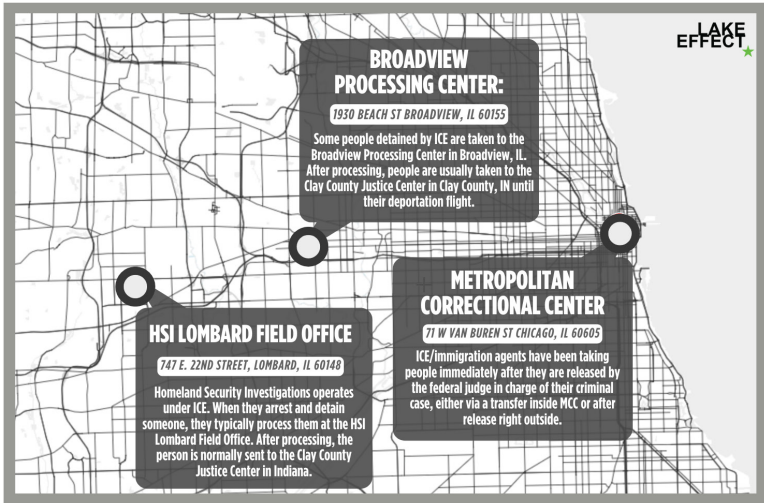 LAKE
EFFECT
BROADVIEW
PROCESSING CENTER:
1930 BEACH ST BROADVIEW, IL 60155
Some people detained by ICE are taken to the
Broadview Processing Center in Broadview, IL.
After processing, people are usually taken to the
Clay County Justice Center in Clay County, IN until
their deportation flight.
HSI LOMBARD FIELD OFFICE
747 E. 22ND STREET, LOMBARD, IL 60148
Homeland Security Investigations operates
under ICE. When they arrest and detain
someone, they typically process them at the HSI
Lombard Field Office. After processing, the
person is normally sent to the Clay County
Justice Center in Indiana.
METROPOLITAN
CORRECTIONAL CENTER
71 W VAN BUREN ST CHICAGO, IL 60605
ICE/immigration agents have been taking
people immediately after they are released by
the federal judge in charge of their criminal
case, either via a transfer inside MCC or after
release right outside.